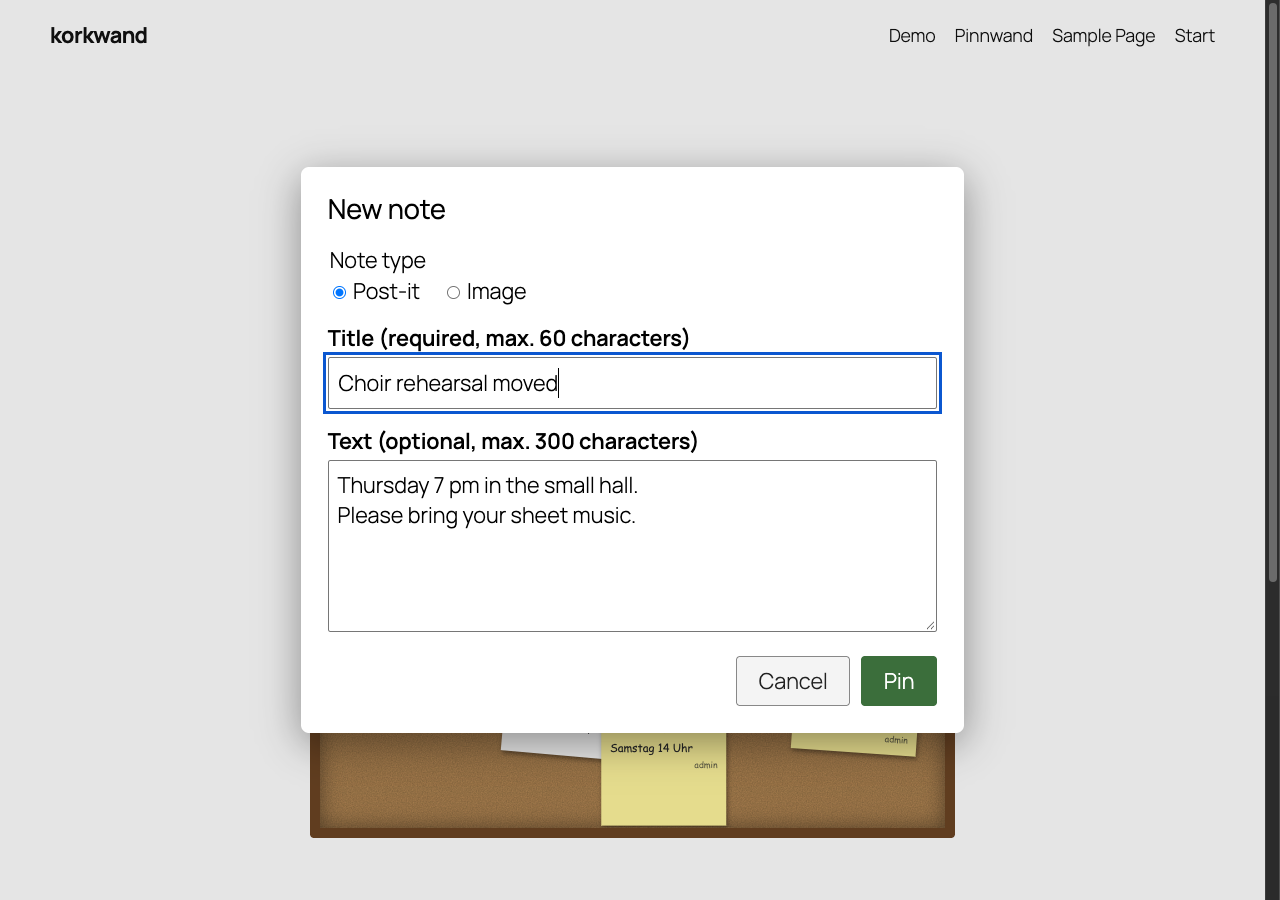 korkwand
Demo
Pinnwand
Sample Page
Start
New note
Note type
Post-it
Image
Title (required, max. 60 characters)
Choir rehearsal moved
Text (optional, max. 300 characters)
Thursday 7 pm in the small hall.
Please bring your sheet music.
Cancel
Pin
Samstag 14 Uhr
admin
admin